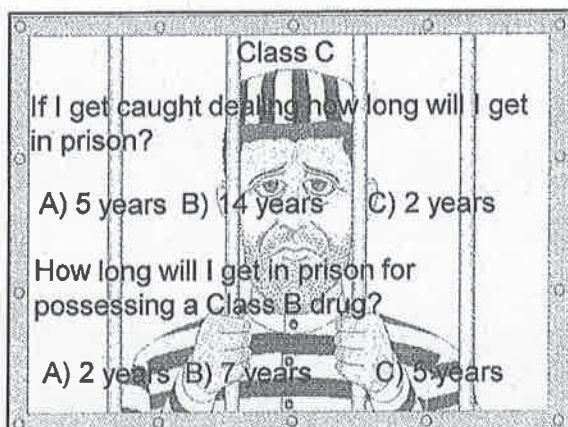 Class C
If I get caught dealing how long will I get
in prison?
A) 5 years B) 14 years C) 2 years
How long will I get in prison for
possessing a Class B drug?
A) 2 years B) 7 years C) 5 years